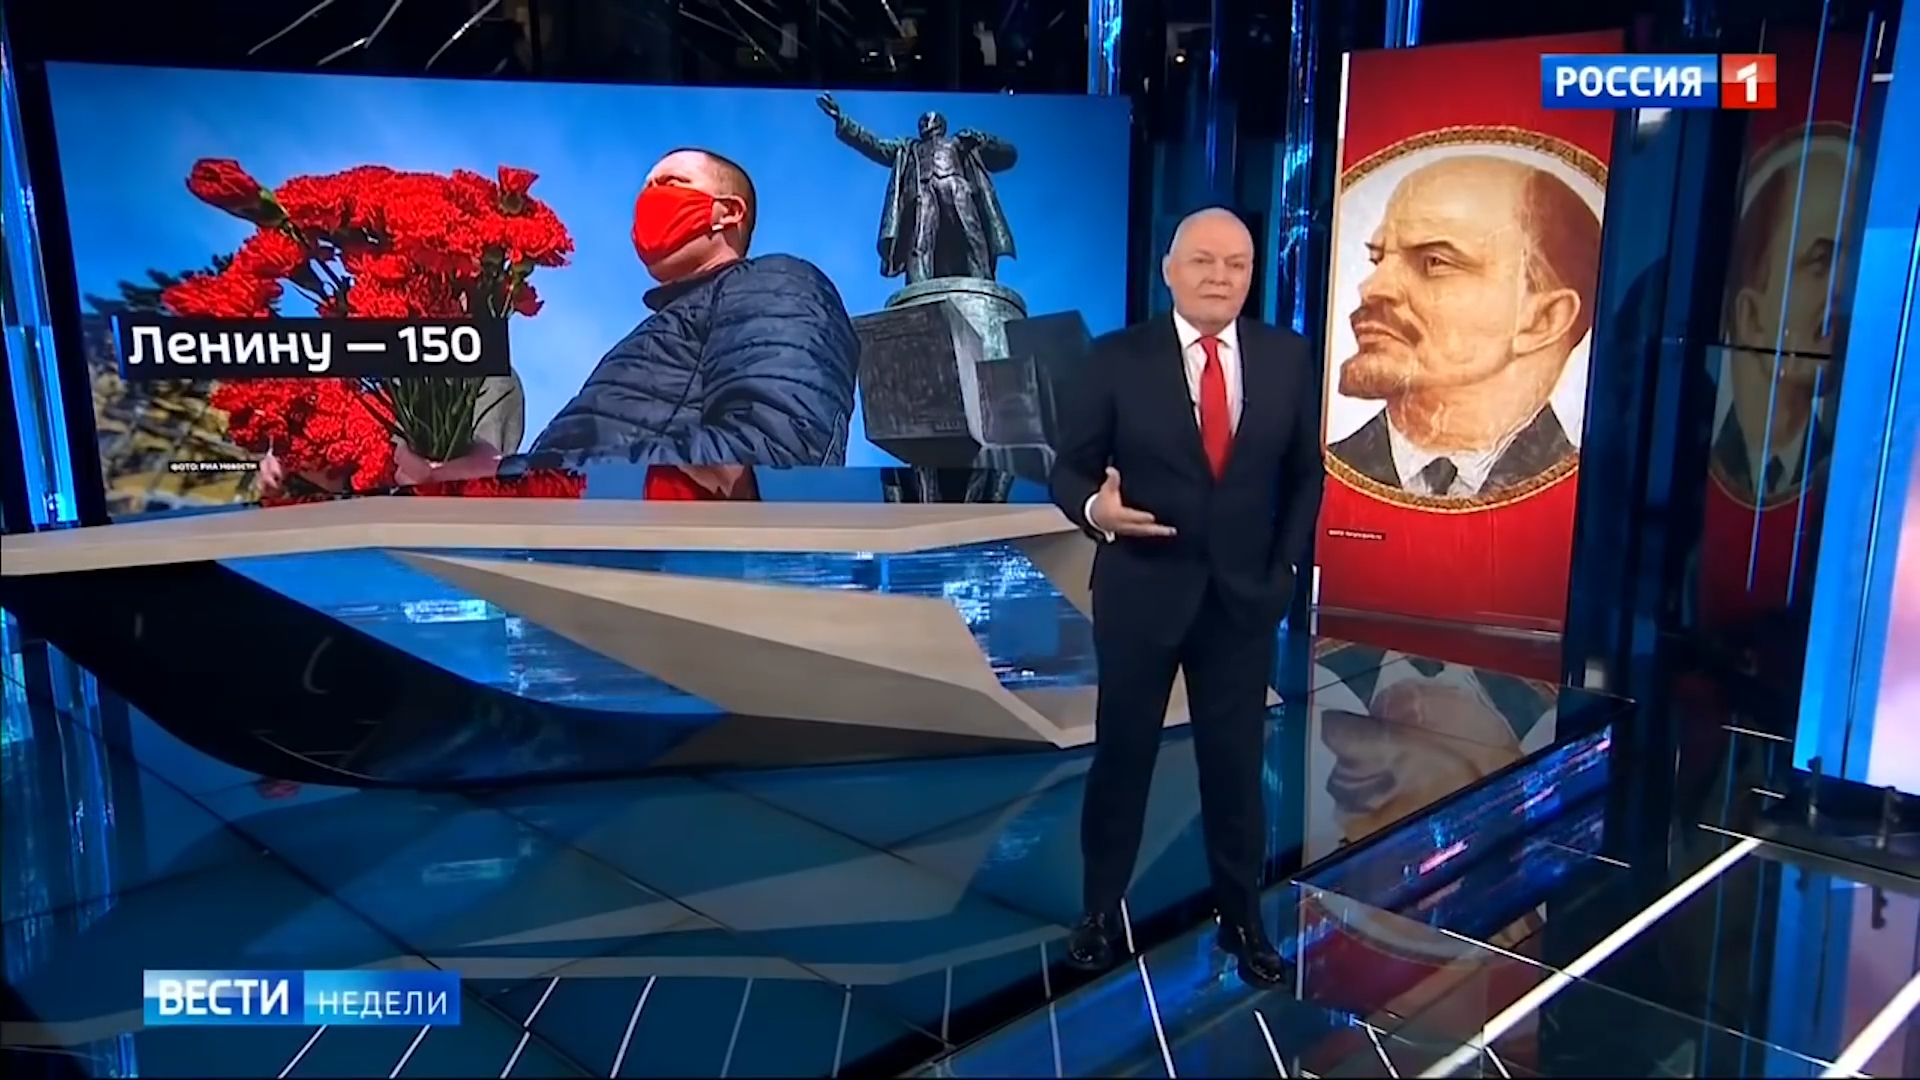 РОССИЯ 1
Ленину — 150
ФОТО: РИА Новости
ВЕСТИ НЕДЕЛИ